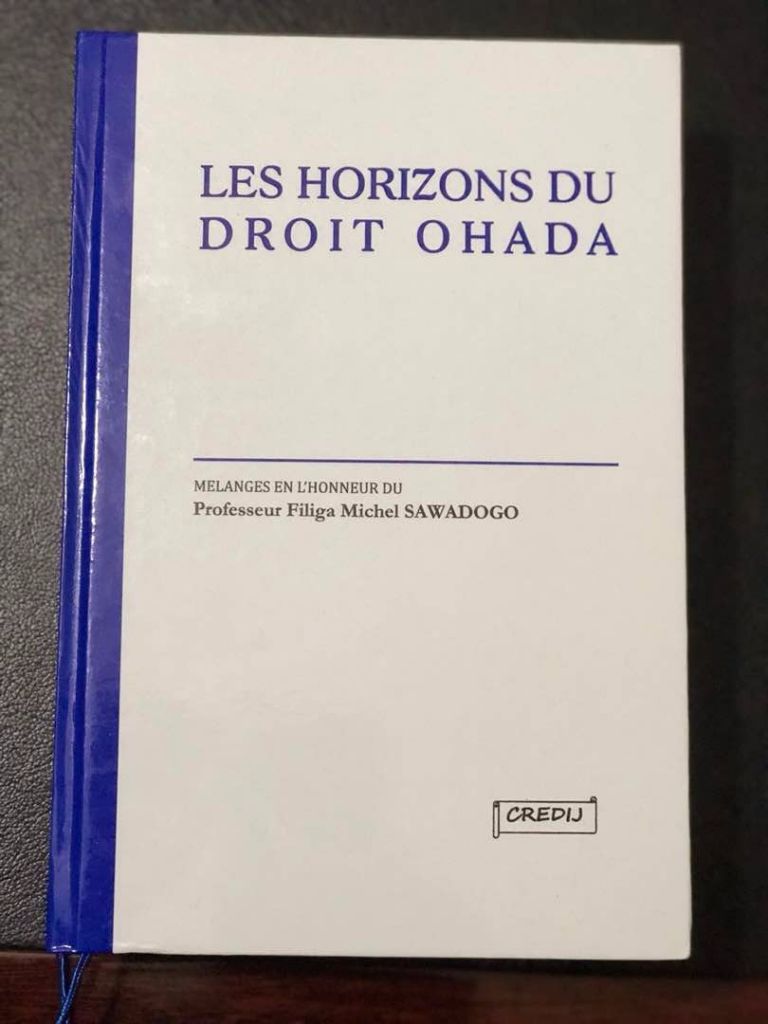 LES HORIZONS DU
DROIT OHADA
MELANGES EN L'HONNEUR DU
Professeur Filiga Michel SAWADOGO
CREDIJ